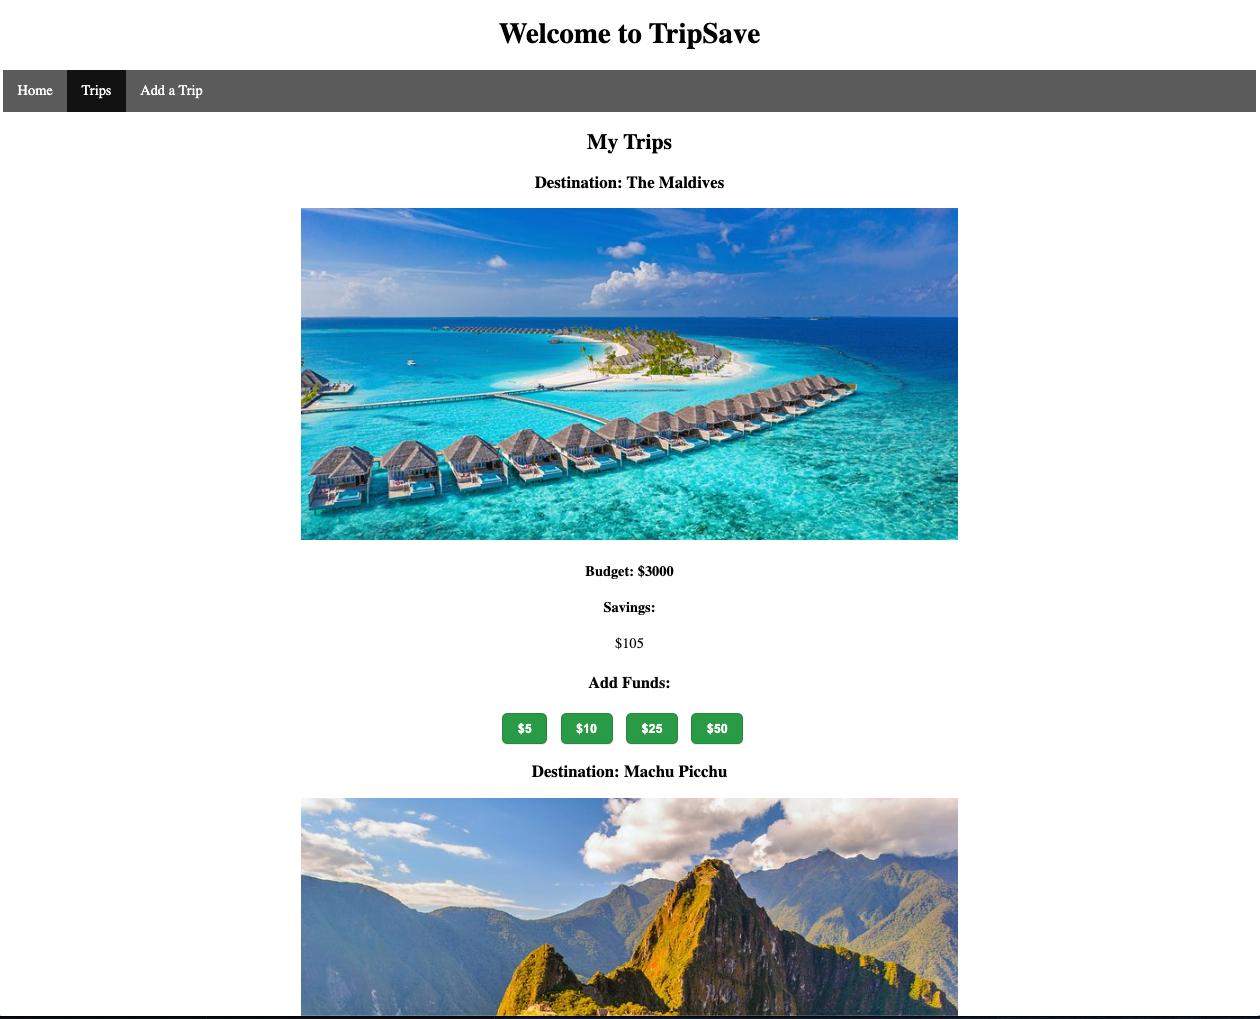 Welcome to TripSave
Home Trips Add a Trip
My Trips
Destination: The Maldives
Budget: $3000
Savings:
$105
Add Funds:
$5 $10 $25 $50
Destination: Machu Picchu